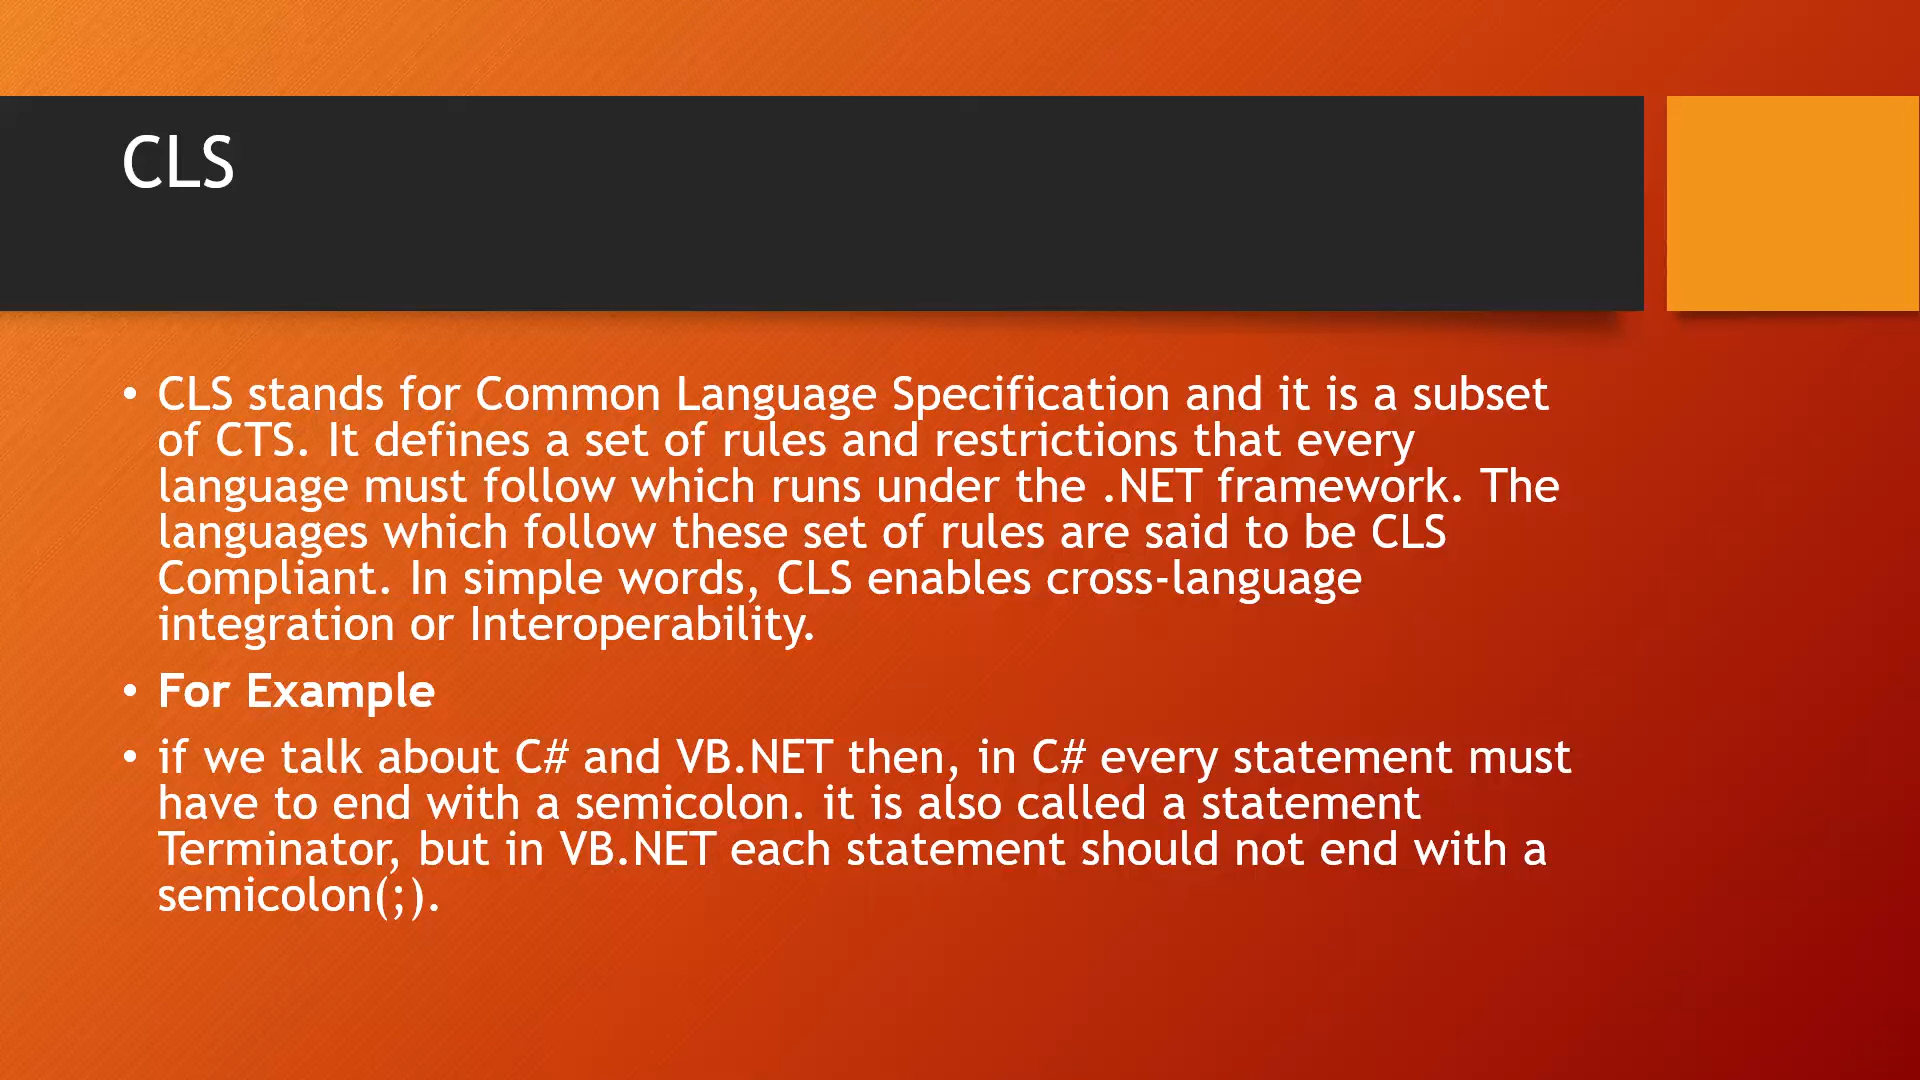 CLS
• CLS stands for Common Language Specification and it is a subset
of CTS. It defines a set of rules and restrictions that every
language must follow which runs under the .NET framework. The
languages which follow these set of rules are said to be CLS
Compliant. In simple words, CLS enables cross-language
integration or Interoperability.
• For Example
• if we talk about C# and VB.NET then, in C# every statement must
have to end with a semicolon. it is also called a statement
Terminator, but in VB.NET each statement should not end with a
semicolon(;).